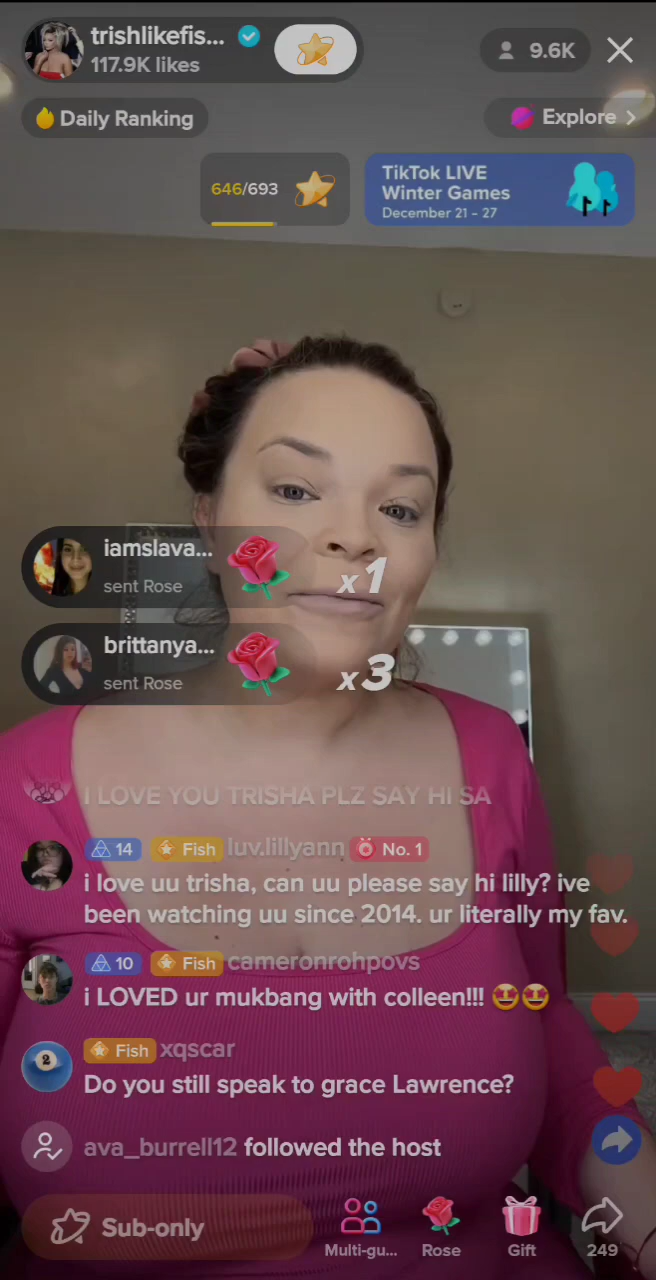 trishlikefis...
117.9K likes
9.6K
Daily Ranking
Explore >
646/693
TikTok LIVE
Winter Games
December 21 - 27
iamslava...
sent Rose
x1
brittanya...
sent Rose
x3
I LOVE YOU TRISHA PLZ SAY HI SA
14 Fish luv.lillyann No. 1
i love uu trisha, can uu please say hi lilly? ive
been watching uu since 2014. ur literally my fav.
10 Fish cameronrohpovs
i LOVED ur mukbang with colleen!!! 🤩🤩
2
Fish xqscar
Do you still speak to grace Lawrence?
ava_burrell12 followed the host
Sub-only
Multi-gu...
Rose
Gift
249